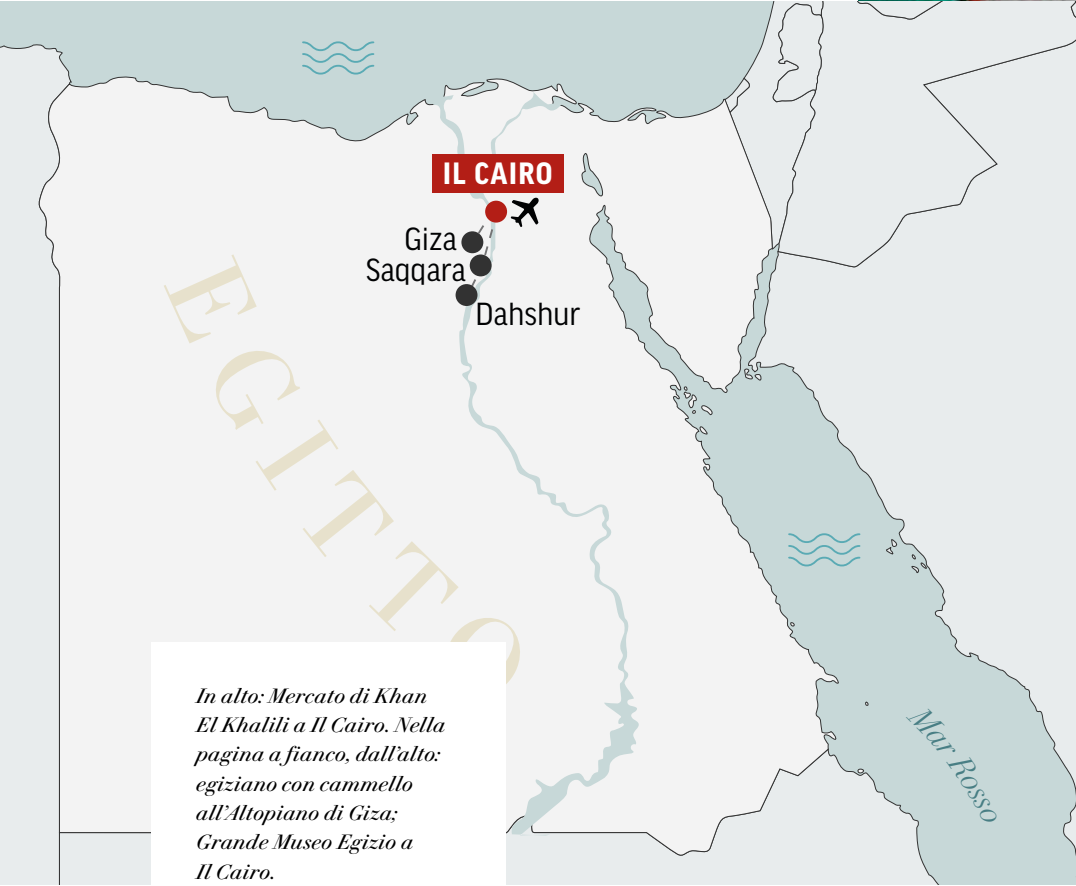 IL CAIRO
Giza
Saqqara
Dahshur
EGITTO
Mar Rosso
In alto: Mercato di Khan
El Khalili a Il Cairo. Nella
pagina a fianco, dall'alto:
egiziano con cammello
all'Altopiano di Giza;
Grande Museo Egizio a
Il Cairo.